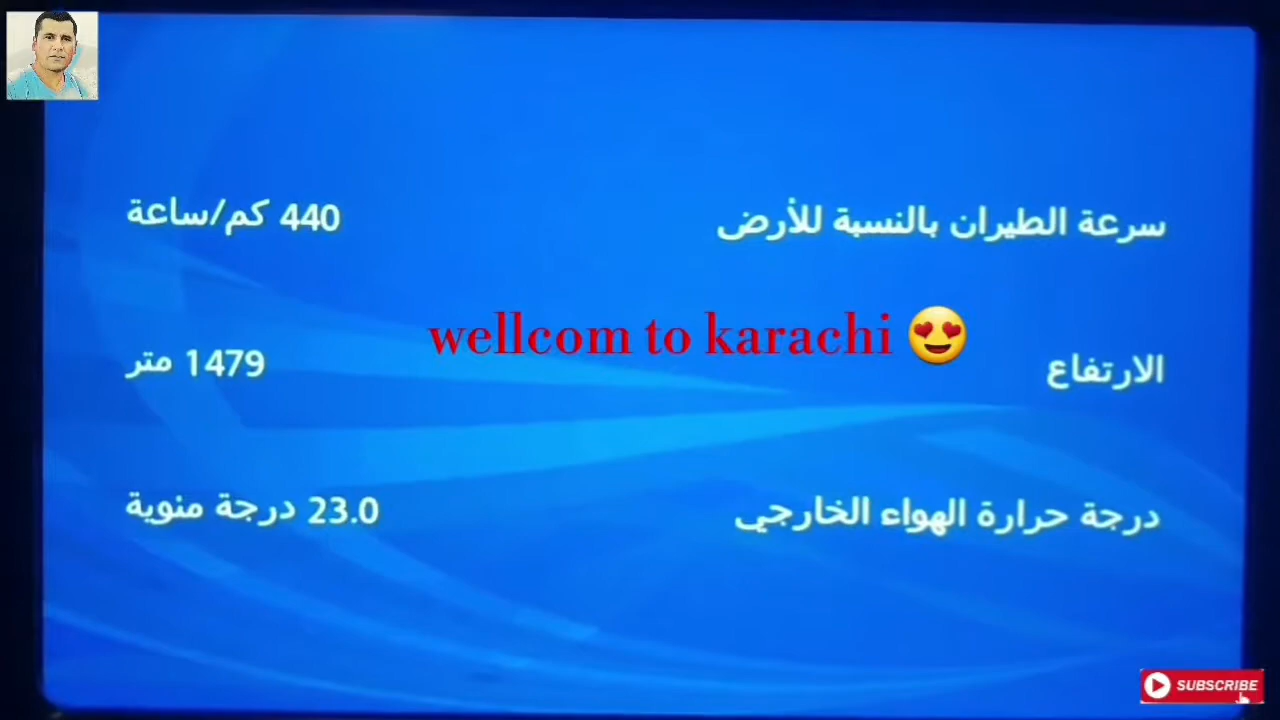 سرعة الطيران بالنسبة للأرض 440 كم/ساعة
wellcom to karachi 😍
الارتفاع 1479 متر
درجة حرارة الهواء الخارجي 23.0 درجة منوية
SUBSCRIBE